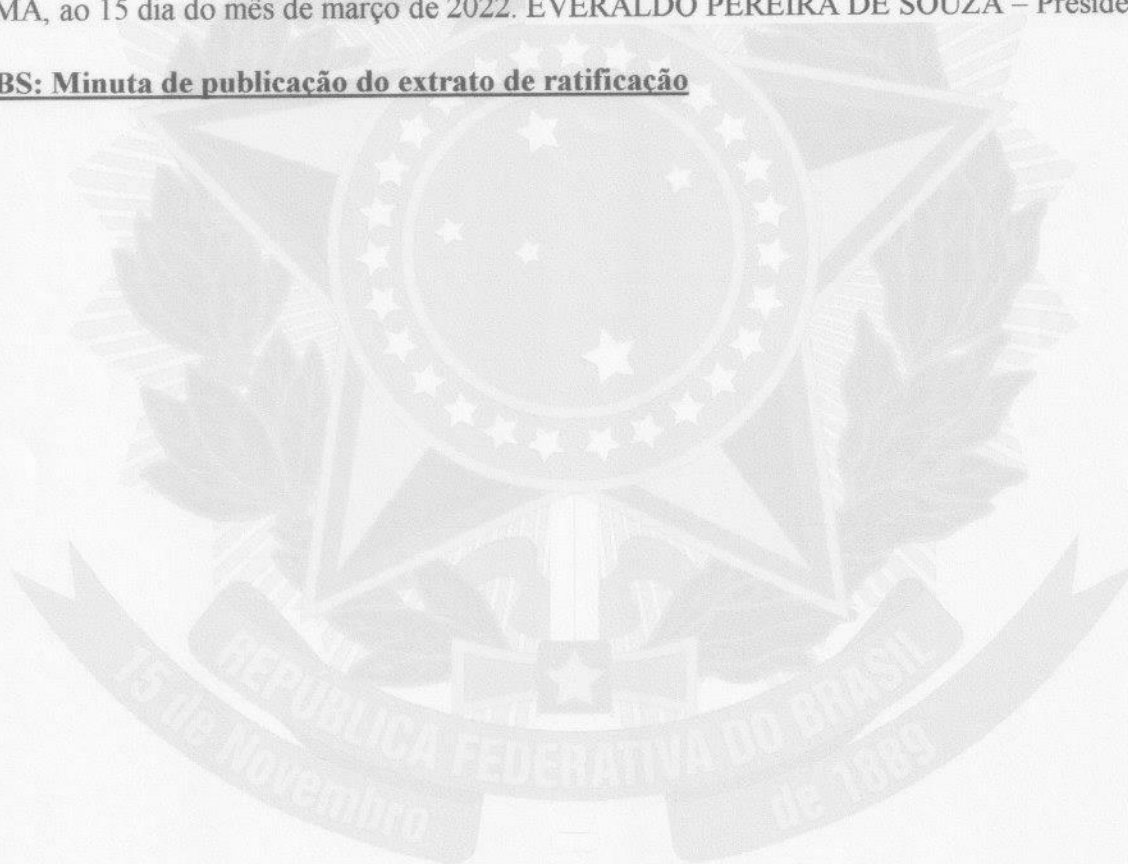 MA, ao 15 dia do mês de março de 2022. EVERALDO PEREIRA DE SOUZA – Preside
BS: Minuta de publicação do extrato de ratificação
REPÚBLICA FEDERATIVA DO BRASIL
15 de Novembro
de 1889